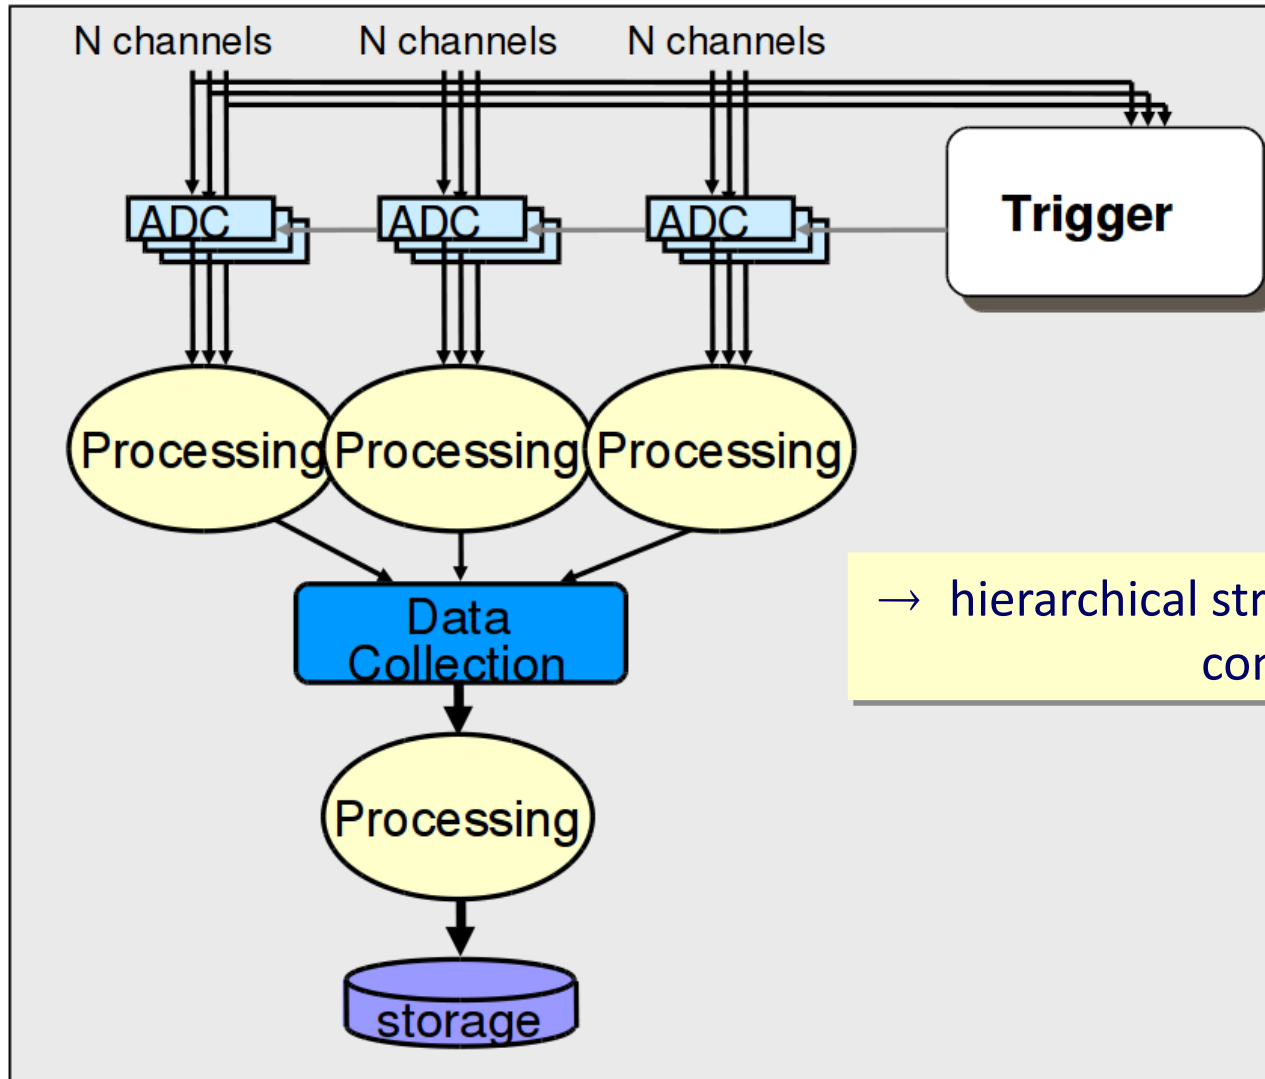 N channels N channels N channels
Trigger
ADC ADC ADC
Processing Processing Processing
→ hierarchical str
cor
Data
Collection
Processing
storage